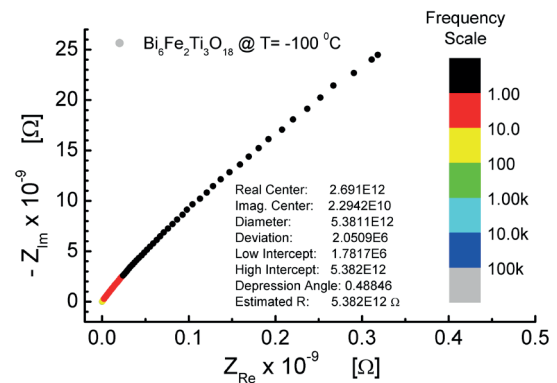 Bi6Fe2Ti3O18 @ T= -100 °C
Frequency
Scale
1.00
10.0
100
1.00k
10.0k
100k
25
20
15
10
5
0
- ZIm x 10-9 [Ω]
Real Center: 2.691E12
Imag. Center: 2.2942E10
Diameter: 5.3811E12
Deviation: 2.0509E6
Low Intercept: 1.7817E6
High Intercept: 5.382E12
Depression Angle: 0.48846
Estimated R: 5.382E12 Ω
0.0 0.1 0.2 0.3 0.4 0.5
ZRe x 10-9 [Ω]